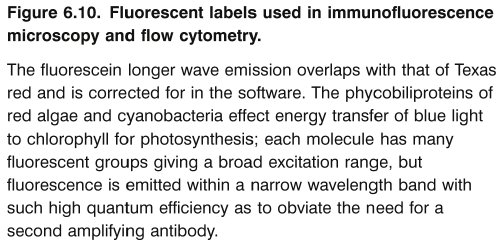 Figure 6.10. Fluorescent labels used in immunofluorescence
microscopy and flow cytometry.
The fluorescein longer wave emission overlaps with that of Texas
red and is corrected for in the software. The phycobiliproteins of
red algae and cyanobacteria effect energy transfer of blue light
to chlorophyll for photosynthesis; each molecule has many
fluorescent groups giving a broad excitation range, but
fluorescence is emitted within a narrow wavelength band with
such high quantum efficiency as to obviate the need for a
second amplifying antibody.